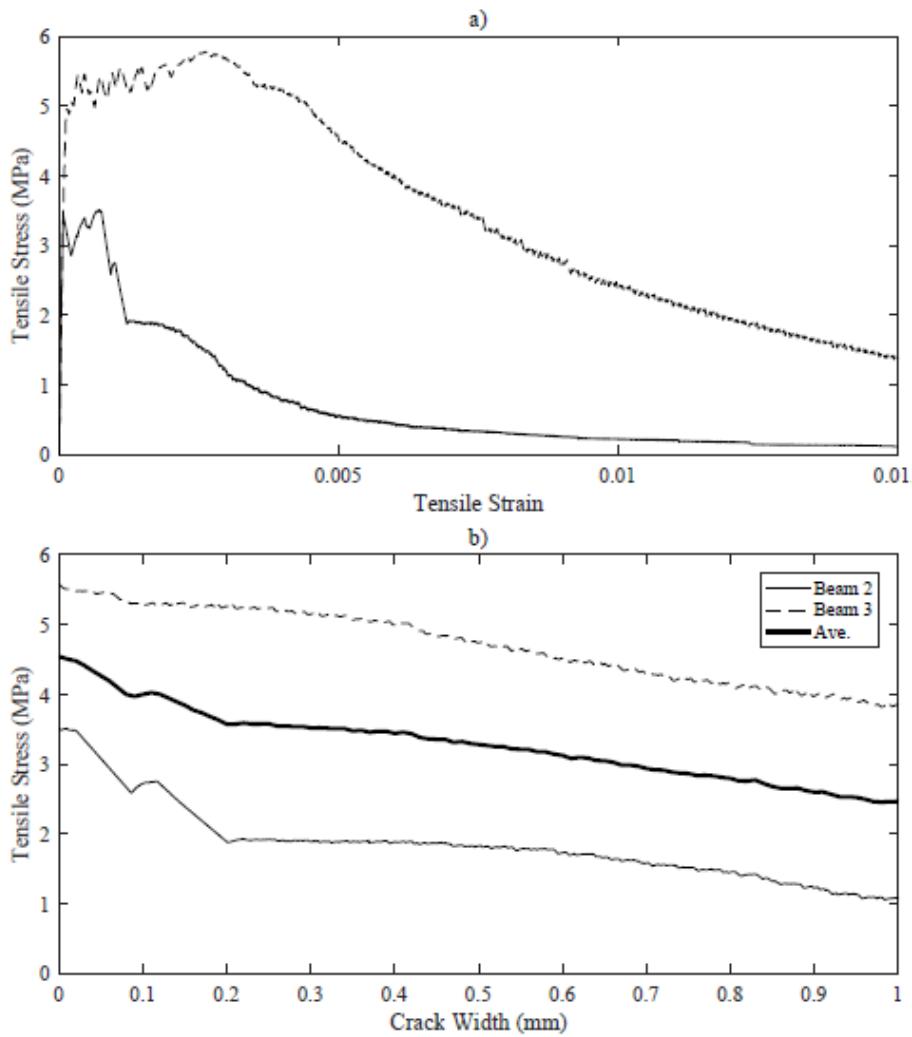 a)
6
5
4
3
2
1
0
Tensile Stress (MPa)
0 0.005 0.01 0.01
Tensile Strain
b)
6
5
4
3
2
1
0
Tensile Stress (MPa)
Beam 2
Beam 3
Ave.
0 0.1 0.2 0.3 0.4 0.5 0.6 0.7 0.8 0.9 1
Crack Width (mm)